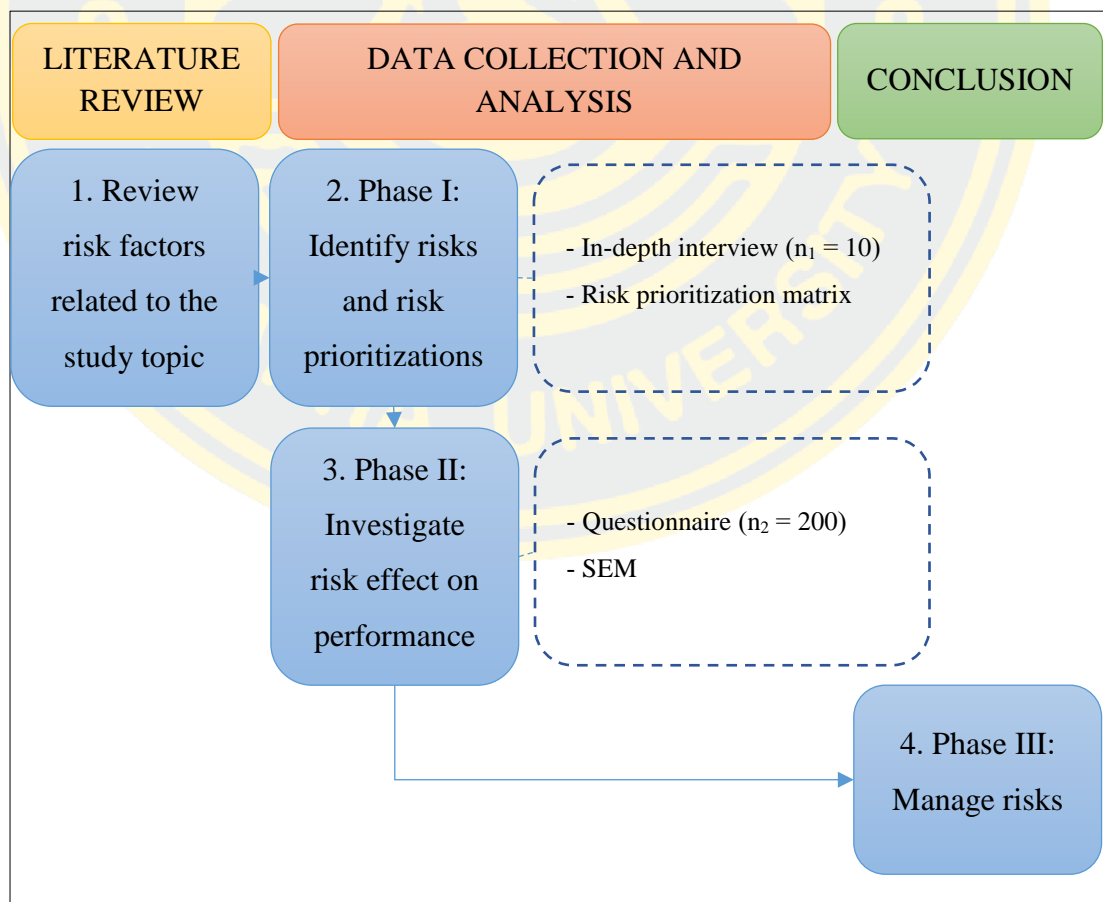 LITERATURE
REVIEW
DATA COLLECTION AND
ANALYSIS
CONCLUSION
1. Review
risk factors
related to the
study topic
2. Phase I:
Identify risks
and risk
prioritizations
- In-depth interview (n₁ = 10)
- Risk prioritization matrix
3. Phase II:
Investigate
risk effect on
performance
- Questionnaire (n₂ = 200)
- SEM
4. Phase III:
Manage risks
UNIVERSITY